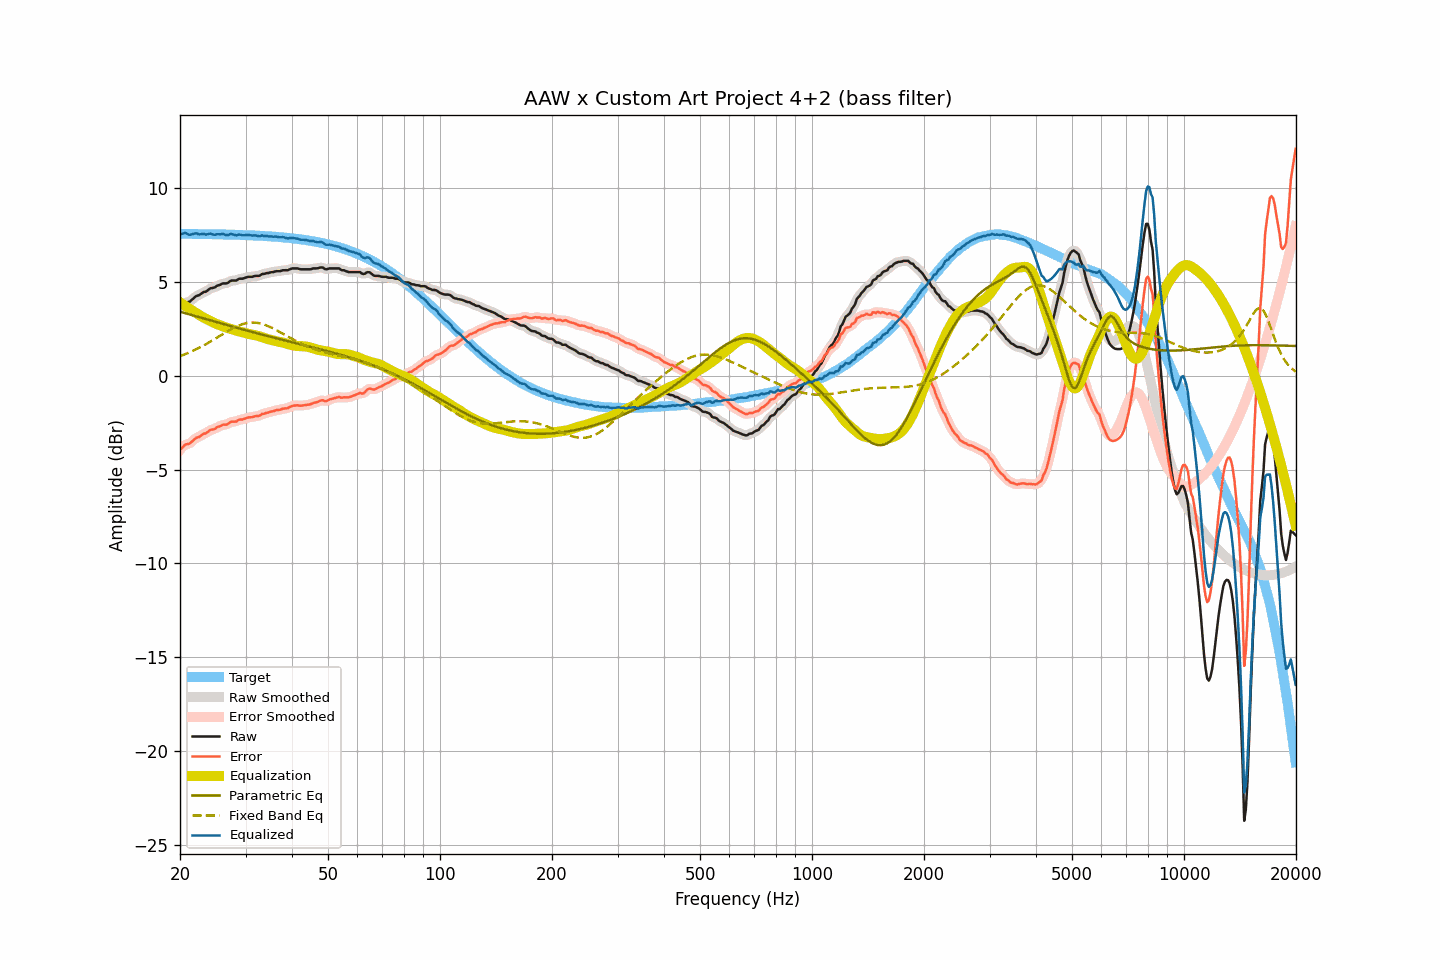 AAW x Custom Art Project 4+2 (bass filter)
Amplitude (dBr)
10
5
0
−5
−10
−15
−20
−25
Target
Raw Smoothed
Error Smoothed
Raw
Error
Equalization
Parametric Eq
Fixed Band Eq
Equalized
20 50 100 200 500 1000 2000 5000 10000 20000
Frequency (Hz)